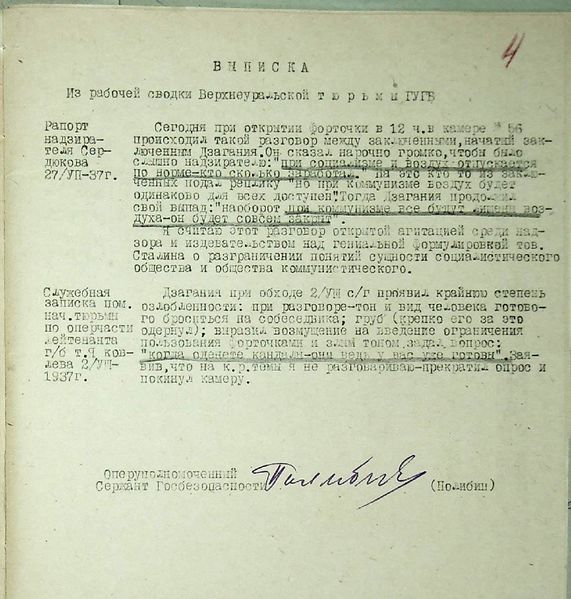 4
ВЫПИСКА
Из рабочей сводки Верхнеуральской тюрьмы ГУГБ
Рапорт
надзира-
теля Сер-
дюкова
27/УП-37г.
Сегодня при открытии форточки в 12 ч.в камере № 56
происходил такой разговор между заключенными,начатый зак-
люченным Дзагания.Он сказал нарочно громко,чтобы было
слышно надзирателю:"при социализме и воздух отпускается
по норме-кто сколько заработал." на это кто то из заклю-
ченных подал реплику "но при коммунизме воздух будет
одинаково для всех доступен".Тогда Дзагания продолжил
свой выпад:"наоборот при коммунизме все будут лишены воз-
духа-он будет совсем закрыт".
Я считаю этот разговор открытой агитацией среди над-
зора и издевательством над гениальной формулировкой тов.
Сталина о разграничении понятий сущности социалистического
общества и общества коммунистического.
Служебная
записка пом.
нач.тюрьмы
по оперчасти
лейтенанта
г/б т.Я ков-
лева 2/УШ-
1937г.
Дзагания при обходе 2/УШ с/г проявил крайнюю степень
озлобленности: при разговоре-тон и вид человека готово-
го броситься на собеседника; груб (крепко его за это
одернул); выразил возмущение на введение ограничения
пользования форточками и злым тоном задал вопрос:
"когда оденете кандалы-они ведь у вас уже готовы".Зая-
вив,что на к.р.темы я не разговариваю-прекратил опрос и
покинул камеру.
Оперуполномоченный
Сержант Госбезопасности
(Полибин)